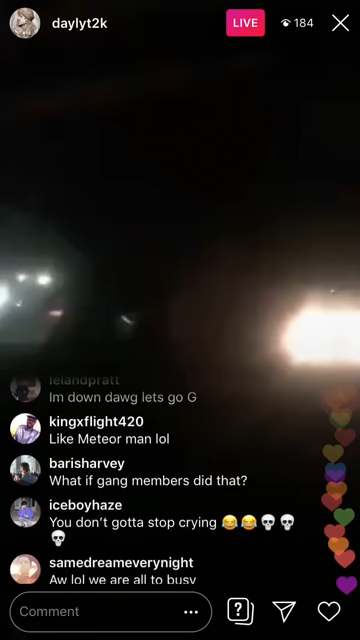 daylyt2k
LIVE
184
lelandpratt
Im down dawg lets go G
kingxflight420
Like Meteor man lol
barisharvey
What if gang members did that?
iceboyhaze
You don't gotta stop crying 😂😂💀💀
💀
samedreameverynight
Aw lol we are all to busy
Comment